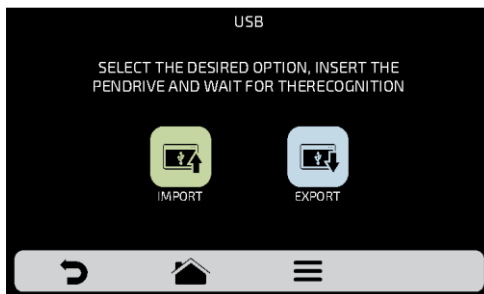 USB
SELECT THE DESIRED OPTION, INSERT THE
PENDRIVE AND WAIT FOR THERECOGNITION
IMPORT
EXPORT